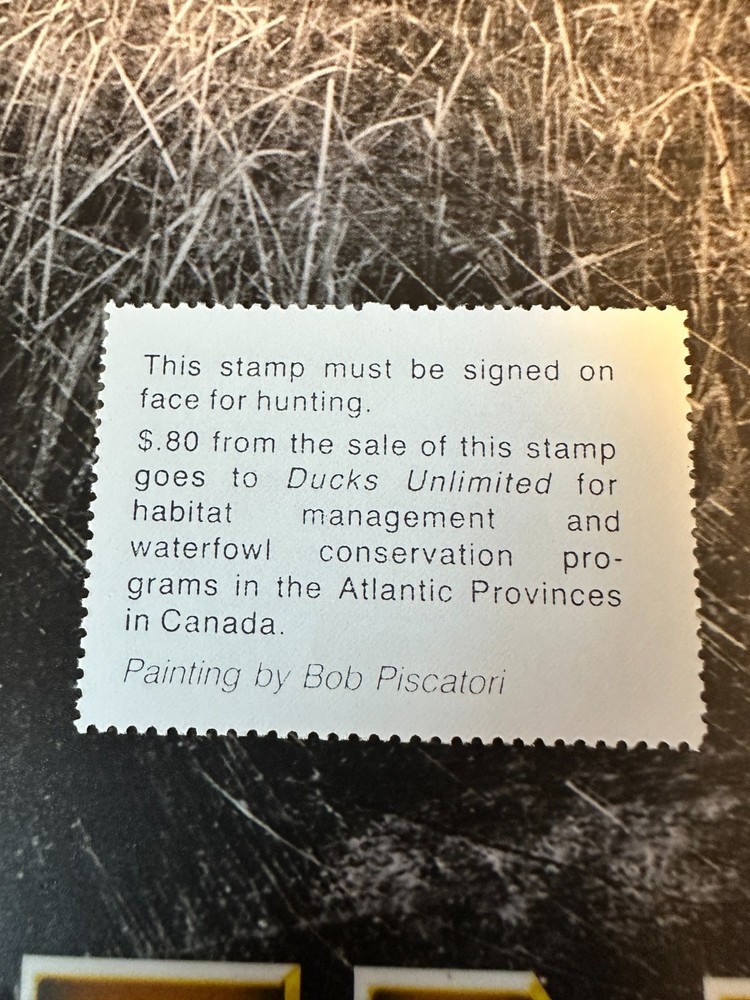 This stamp must be signed on
face for hunting.
$.80 from the sale of this stamp
goes to Ducks Unlimited for
habitat management and
waterfowl conservation pro-
grams in the Atlantic Provinces
in Canada.
Painting by Bob Piscatori